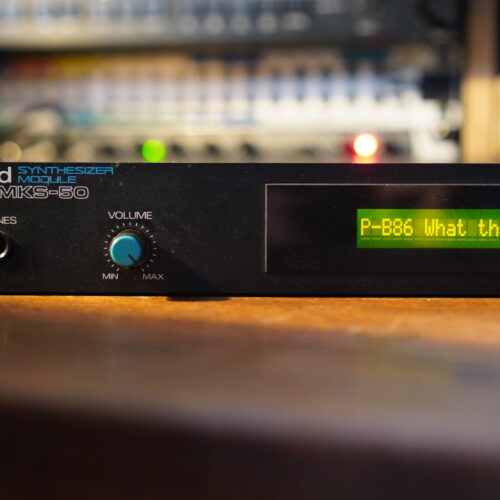 d SYNTHESIZER
MODULE
MKS-50
NES
VOLUME
MIN MAX
P-B86 What th